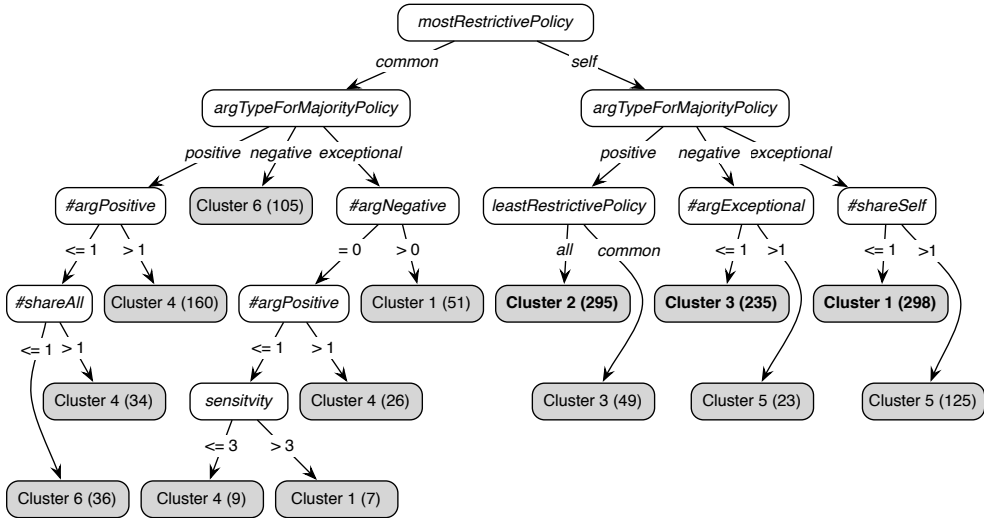 mostRestrictivePolicy
common
self
argTypeForMajorityPolicy
argTypeForMajorityPolicy
positive
negative
exceptional
positive
negative
exceptional
#argPositive
Cluster 6 (105)
#argNegative
leastRestrictivePolicy
#argExceptional
#shareSelf
<= 1
> 1
= 0
> 0
all
common
<= 1
>1
<= 1
>1
#shareAll
Cluster 4 (160)
#argPositive
Cluster 1 (51)
Cluster 2 (295)
Cluster 3 (235)
Cluster 1 (298)
<= 1
> 1
<= 1
> 1
Cluster 4 (34)
sensitvity
Cluster 4 (26)
Cluster 3 (49)
Cluster 5 (23)
Cluster 5 (125)
<= 3
> 3
Cluster 6 (36)
Cluster 4 (9)
Cluster 1 (7)